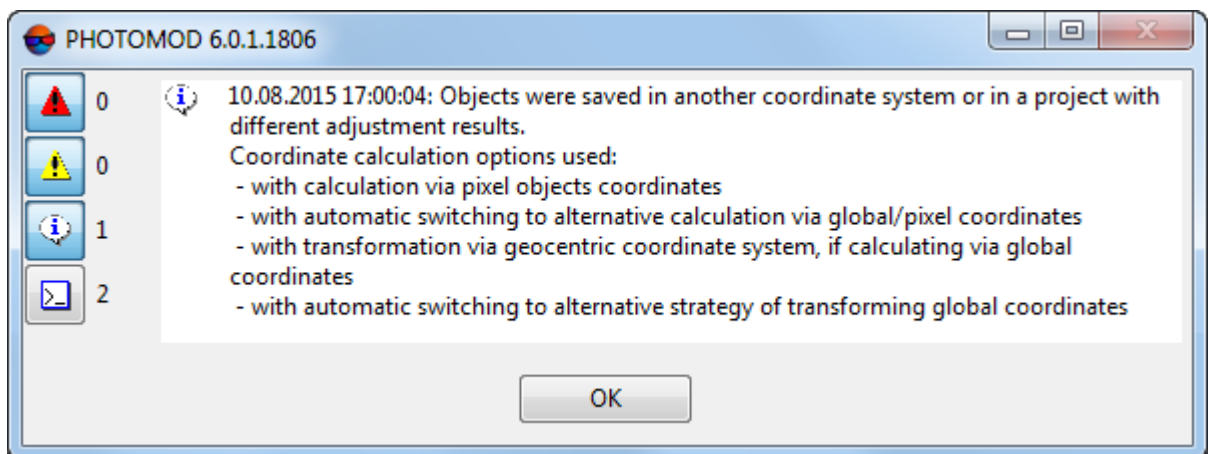 PHOTOMOD 6.0.1.1806
0
0
1
2
10.08.2015 17:00:04: Objects were saved in another coordinate system or in a project with
different adjustment results.
Coordinate calculation options used:
- with calculation via pixel objects coordinates
- with automatic switching to alternative calculation via global/pixel coordinates
- with transformation via geocentric coordinate system, if calculating via global
coordinates
- with automatic switching to alternative strategy of transforming global coordinates
OK